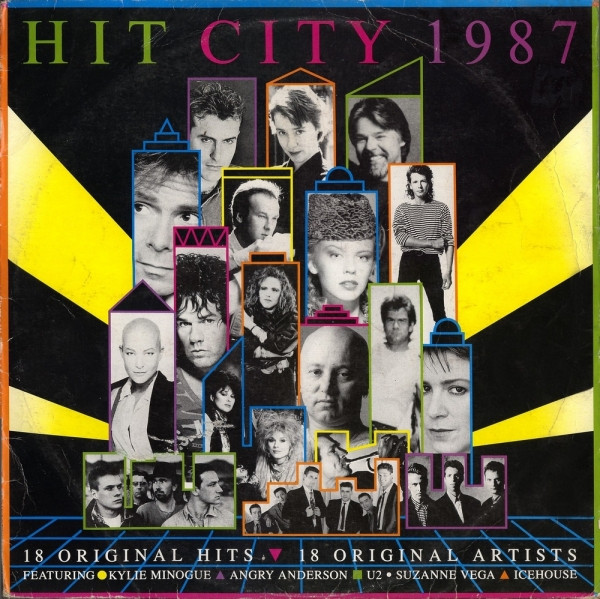 HIT CITY 1987
18 ORIGINAL HITS ▼ 18 ORIGINAL ARTISTS
FEATURING ● KYLIE MINOGUE ▲ ANGRY ANDERSON ■ U2 • SUZANNE VEGA ▲ ICEHOUSE